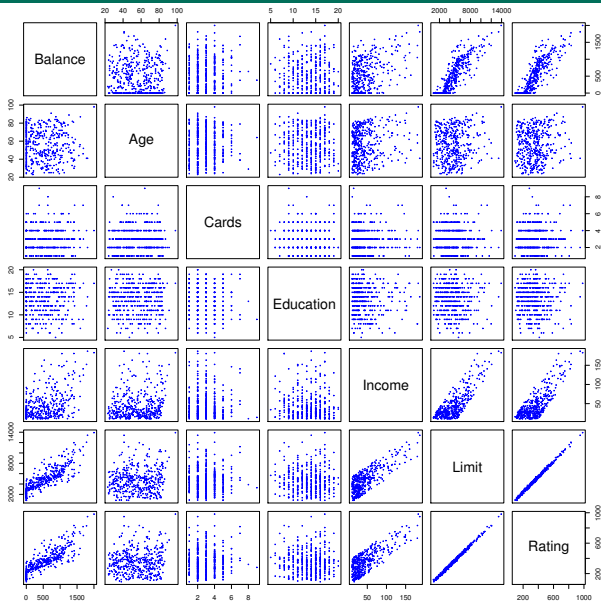 20 40 60 80 100
5 10 15 20
2000 8000 14000
Balance
0 500 1500
20 40 60 80 100
Age
Cards
2 4 6 8
5 10 15 20
Education
Income
50 100 150
2000 8000 14000
Limit
Rating
200 600 1000
0 500 1500
2 4 6 8
50 100 150
200 600 1000